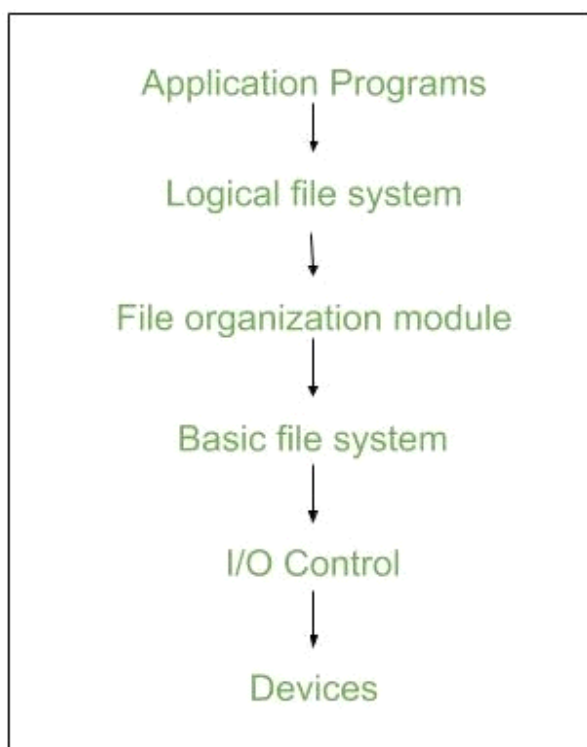 Application Programs
Logical file system
File organization module
Basic file system
I/O Control
Devices